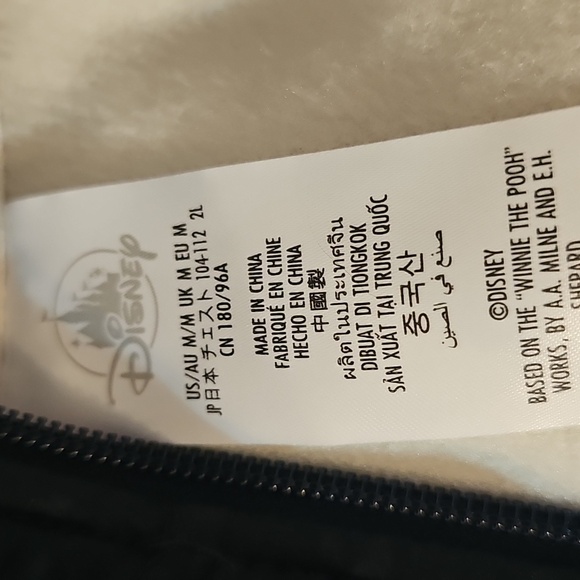 DISNEY
US/AU M/M UK M EU M
JP日本 チェスト 104-112 2L
CN 180/96A
MADE IN CHINA
FABRIQUÉ EN CHINE
HECHO EN CHINA
中國製
ผลิตในประเทศจีน
DIBUAT DI TIONGKOK
SẢN XUẤT TẠI TRUNG QUỐC
중국산
صنع في الصين
©DISNEY
BASED ON THE "WINNIE THE POOH"
WORKS, BY A.A. MILNE AND E.H.
SHEPARD